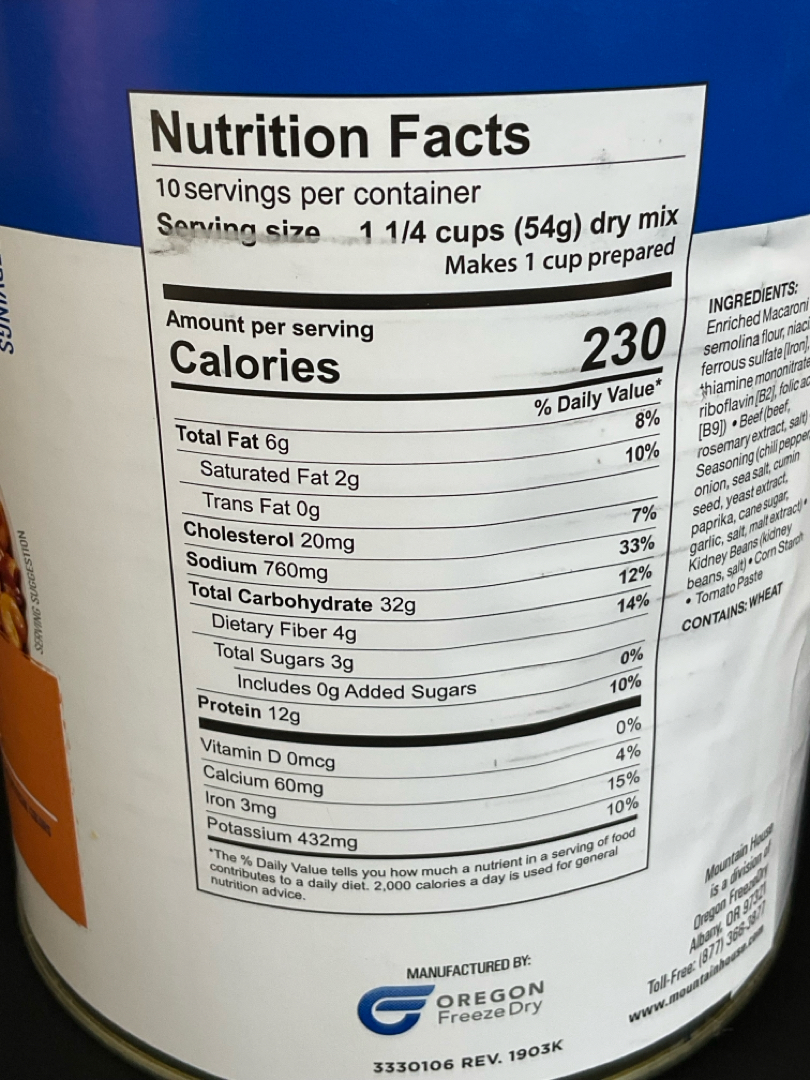 Nutrition Facts
10 servings per container
Serving size 1 1/4 cups (54g) dry mix
Makes 1 cup prepared
Amount per serving
Calories 230
% Daily Value*
Total Fat 6g 8%
Saturated Fat 2g 10%
Trans Fat 0g
Cholesterol 20mg 7%
Sodium 760mg 33%
Total Carbohydrate 32g 12%
Dietary Fiber 4g 14%
Total Sugars 3g
Includes 0g Added Sugars 0%
Protein 12g 10%
Vitamin D 0mcg 0%
Calcium 60mg 4%
Iron 3mg 15%
Potassium 432mg 10%
*The % Daily Value tells you how much a nutrient in a serving of food
contributes to a daily diet. 2,000 calories a day is used for general
nutrition advice.
MANUFACTURED BY:
OREGON
Freeze Dry
3330106 REV. 1903K
SERVING SUGGESTION
INGREDIENTS:
Enriched Macaroni
semolina flour,
ferrous sulfate [Iron],
thiamine mononitrate
riboflavin [B2], folic
[B9]) • Beef (beef,
rosemary extract, salt)
Seasoning (chili pepper
onion, sea salt, cumin
seed, yeast extract,
paprika, cane sugar,
garlic, salt, malt extract) •
Kidney Beans (kidney
beans, salt) • Corn Starch
• Tomato Paste
CONTAINS: WHEAT
Mountain House
is a division of
Oregon FreezeDry
Albany, OR 97321
Toll-Free: (877) 366-3877
www.mountainhouse.com